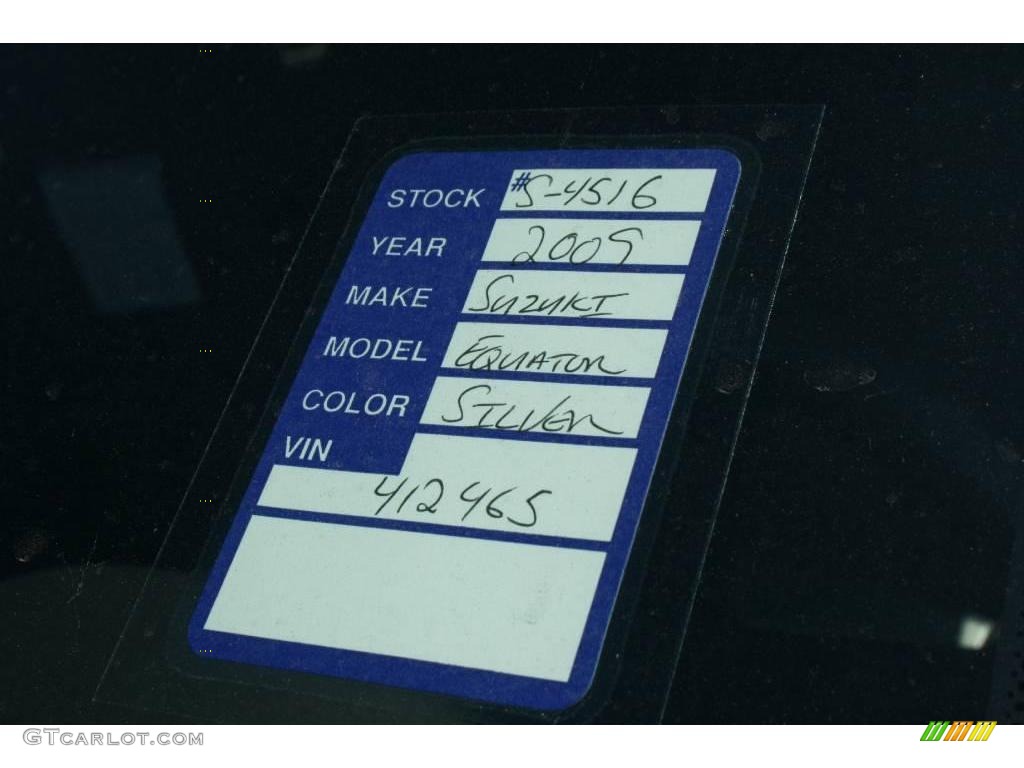 STOCK #S-4516
YEAR 2009
MAKE SUZUKI
MODEL EQUATOR
COLOR SILVER
VIN
412465
GTCARLOT.COM